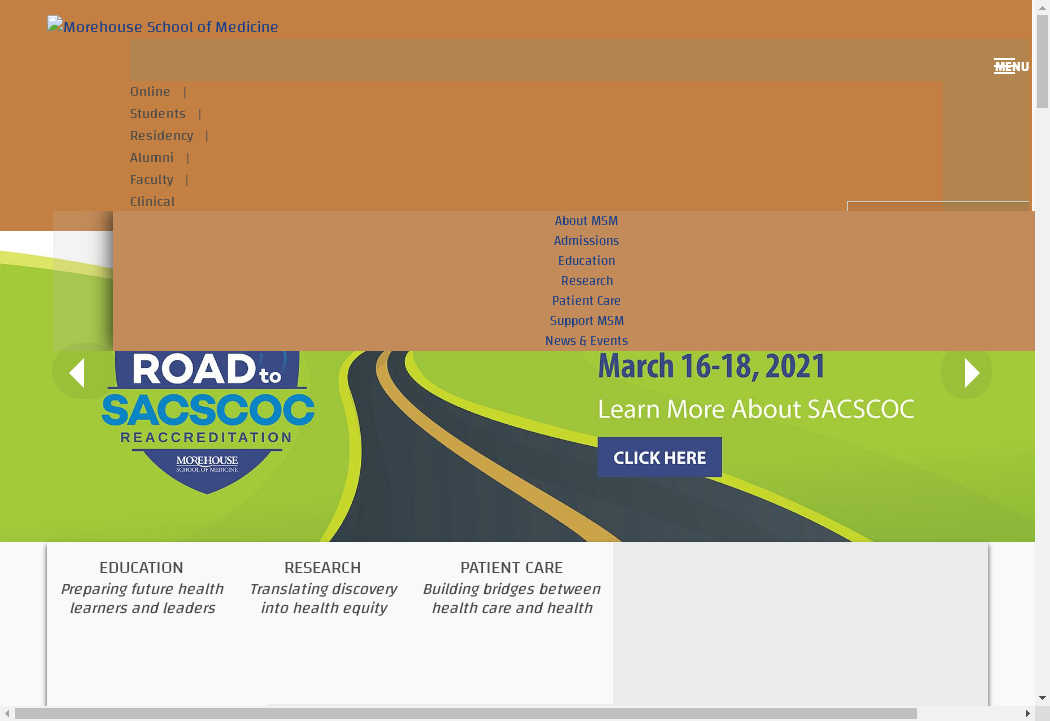 Morehouse School of Medicine
MENU
Online |
Students |
Residency |
Alumni |
Faculty |
Clinical
About MSM
Admissions
Education
Research
Patient Care
Support MSM
News & Events
ROAD to
SACSCOC
REACCREDITATION
MOREHOUSE
SCHOOL OF MEDICINE
March 16-18, 2021
Learn More About SACSCOC
CLICK HERE
EDUCATION
Preparing future health
learners and leaders
RESEARCH
Translating discovery
into health equity
PATIENT CARE
Building bridges between
health care and health